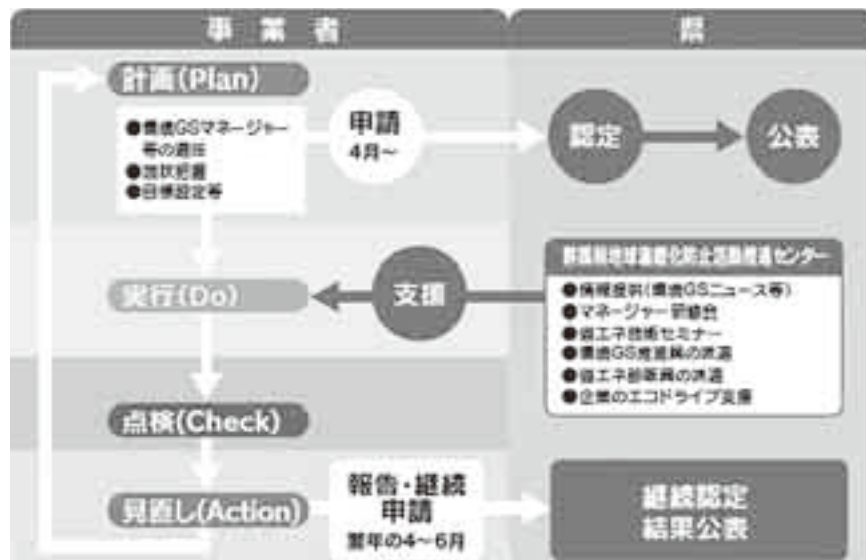 事業者
県
計画(Plan)
●環境GSマネージャー
等の選任
●現状把握
●目標設定等
申請
4月～
認定
公表
群馬県地球温暖化防止活動推進センター
●情報提供(環境GSニュース等)
●マネージャー研修会
●省エネ技術セミナー
●環境GS推進員の派遣
●省エネ診断員の派遣
●企業のエコドライブ支援
支援
実行(Do)
点検(Check)
見直し(Action)
報告・継続
申請
翌年の4～6月
継続認定
結果公表